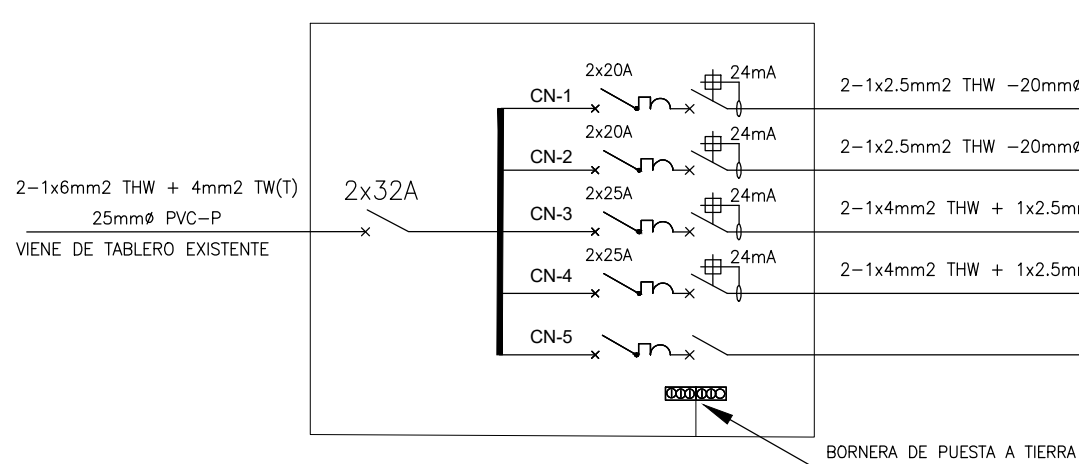 2x20A
24mA
CN-1
2-1x2.5mm2 THW -20mmø
2x20A
24mA
CN-2
2-1x2.5mm2 THW -20mmø
2-1x6mm2 THW + 4mm2 TW(T)
25mmø PVC-P
VIENE DE TABLERO EXISTENTE
2x32A
2x25A
24mA
CN-3
2-1x4mm2 THW + 1x2.5m
2x25A
24mA
CN-4
2-1x4mm2 THW + 1x2.5m
CN-5
BORNERA DE PUESTA A TIERRA